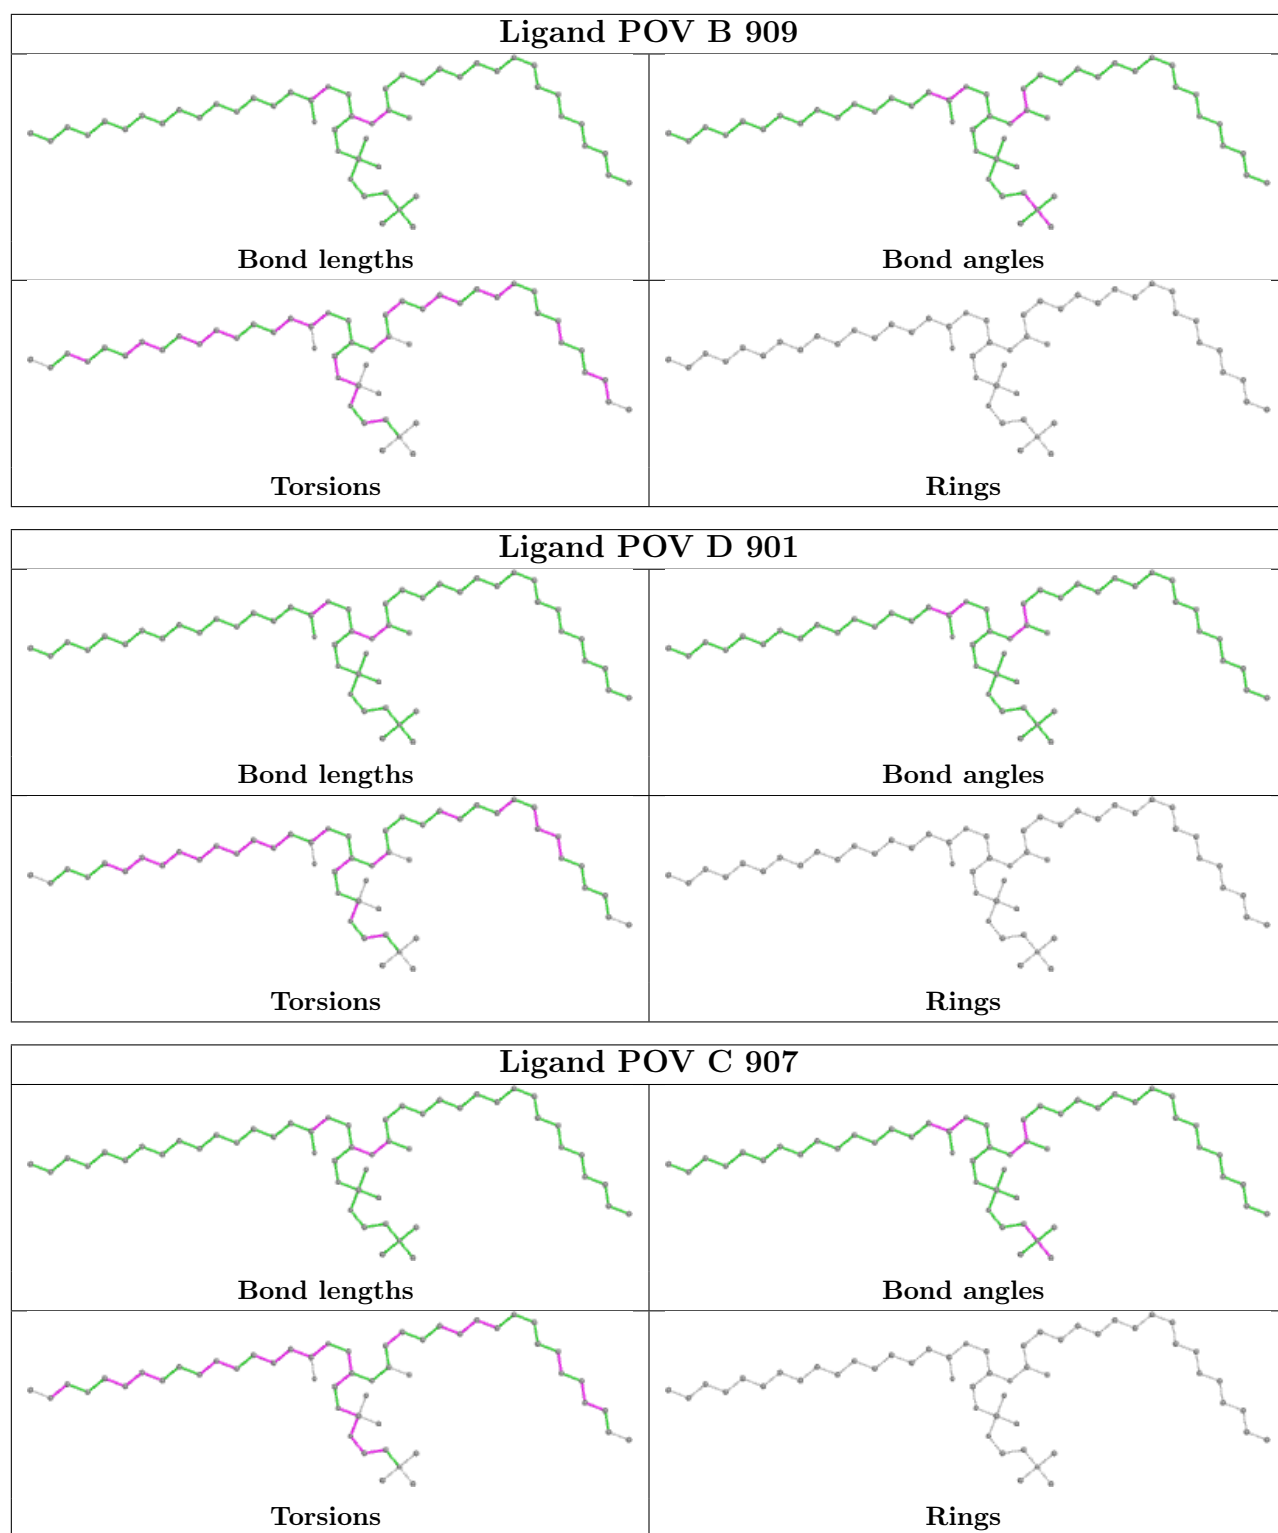 Ligand POV B 909
Bond lengths
Bond angles
Torsions
Rings
Ligand POV D 901
Bond lengths
Bond angles
Torsions
Rings
Ligand POV C 907
Bond lengths
Bond angles
Torsions
Rings